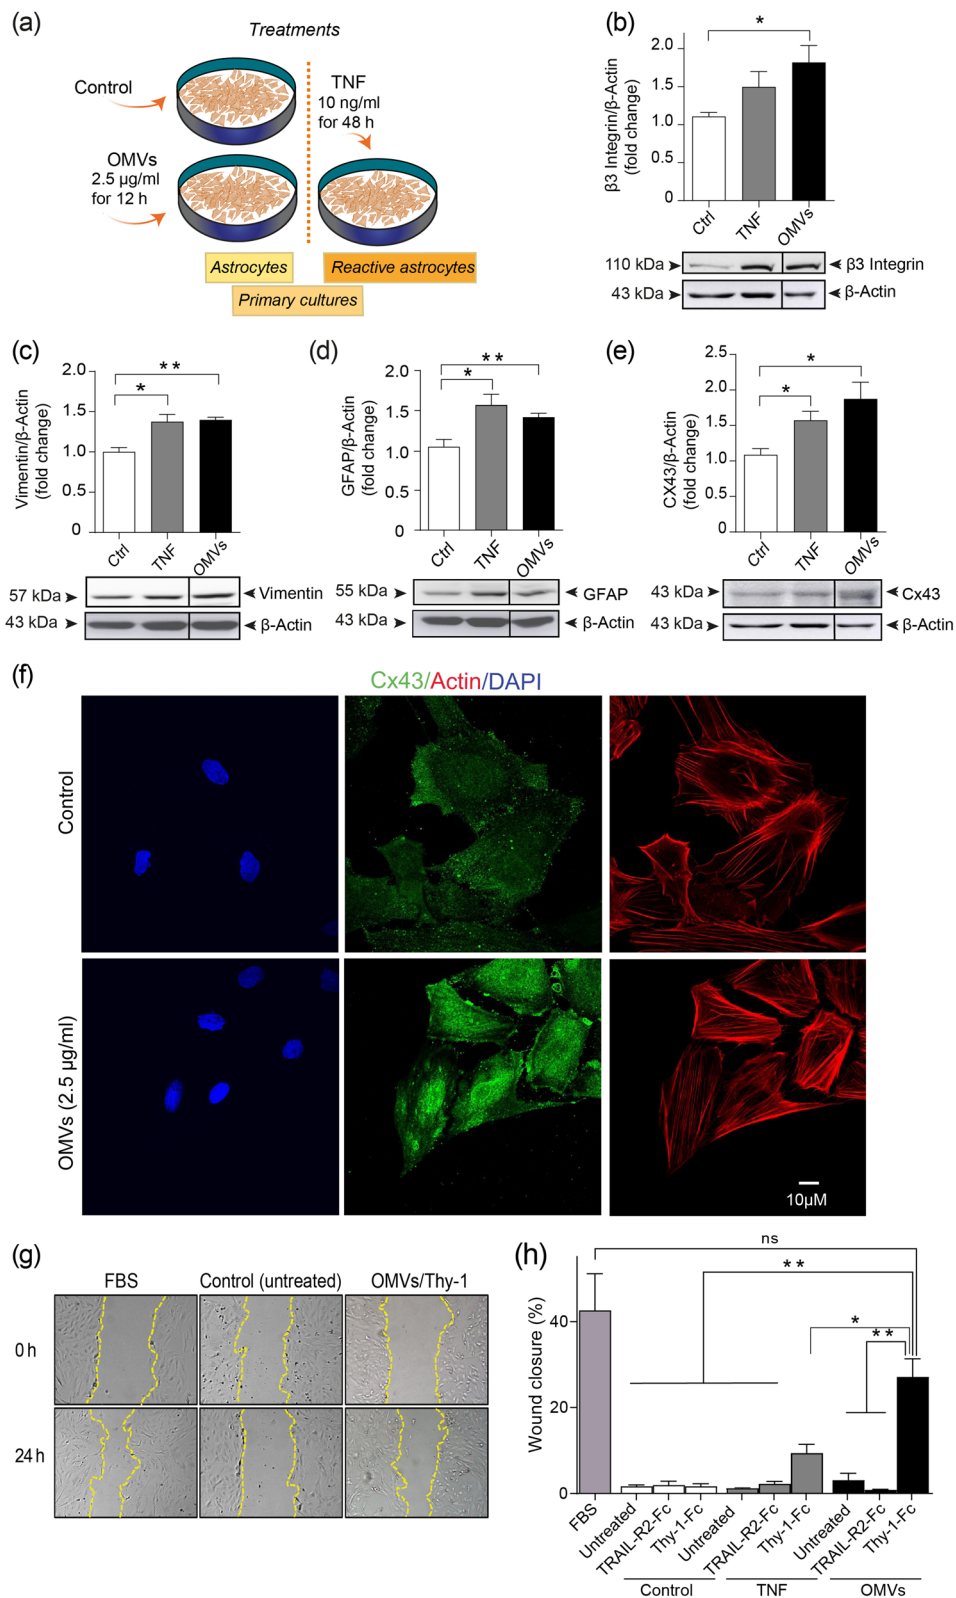 (a)
Treatments
Control
TNF
10 ng/ml
for 48 h
OMVs
2.5 µg/ml
for 12 h
Astrocytes
Reactive astrocytes
Primary cultures
(b)
*
β3 Integrin/β-Actin
(fold change)
2.0
1.5
1.0
0.5
0
Ctrl
TNF
OMVs
110 kDa
β3 Integrin
43 kDa
β-Actin
(c)
Vimentin/β-Actin
(fold change)
2.0
1.5
1.0
0.5
0
**
*
Ctrl
TNF
OMVs
57 kDa
Vimentin
43 kDa
β-Actin
(d)
GFAP/β-Actin
(fold change)
2.0
1.5
1.0
0.5
0
**
*
Ctrl
TNF
OMVs
55 kDa
GFAP
43 kDa
β-Actin
(e)
CX43/β-Actin
(fold change)
2.5
2.0
1.5
1.0
0.5
0
*
*
Ctrl
TNF
OMVs
43 kDa
Cx43
43 kDa
β-Actin
(f)
Cx43/Actin/DAPI
Control
OMVs (2.5 µg/ml)
10µM
(g)
FBS
Control (untreated)
OMVs/Thy-1
0 h
24 h
(h)
ns
**
*
**
Wound closure (%)
40
20
0
FBS
Untreated
TRAIL-R2-Fc
Thy-1-Fc
Untreated
TRAIL-R2-Fc
Thy-1-Fc
Untreated
TRAIL-R2-Fc
Thy-1-Fc
Control
TNF
OMVs